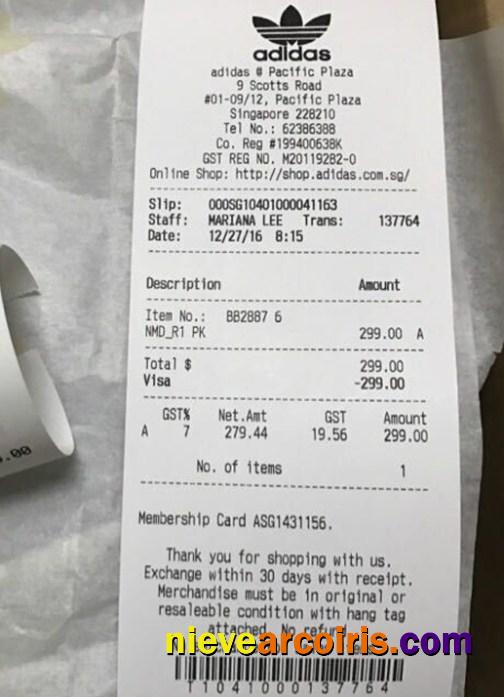 adidas
adidas @ Pacific Plaza
9 Scotts Road
#01-09/12, Pacific Plaza
Singapore 228210
Tel No.: 62386388
Co. Reg #199400638K
GST REG NO. M20119282-0
Online Shop: http://shop.adidas.com.sg/
Slip: 000SG10401000041163
Staff: MARIANA LEE Trans: 137764
Date: 12/27/16 8:15
Description Amount
Item No.: BB2887 6
NMD_R1 PK 299.00 A
Total $ 299.00
Visa -299.00
GST% Net.Amt GST Amount
A 7 279.44 19.56 299.00
No. of items 1
Membership Card ASG1431156.
Thank you for shopping with us.
Exchange within 30 days with receipt.
Merchandise must be in original or
resaleable condition with hang tag
attached. No refun
nievearcoiris.com
T1041000137764
.00